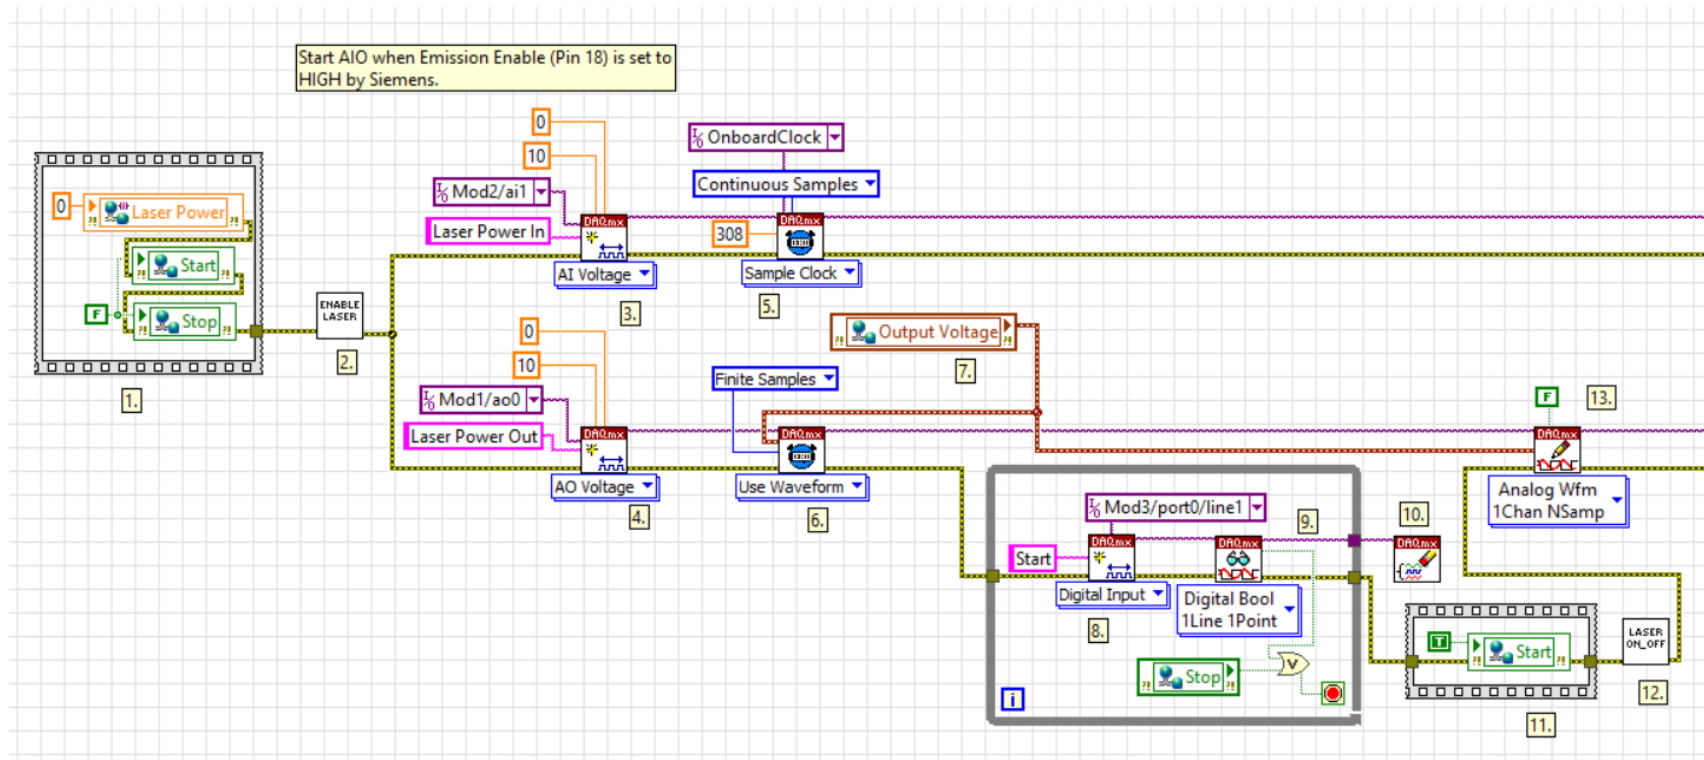 Start AIO when Emission Enable (Pin 18) is set to
HIGH by Siemens.
0
Laser Power
Start
F
Stop
1.
ENABLE
LASER
2.
0
10
Mod2/ai1
Laser Power In
DAQmx
AI Voltage
3.
OnboardClock
Continuous Samples
308
DAQmx
Sample Clock
5.
0
10
Mod1/ao0
Laser Power Out
DAQmx
AO Voltage
4.
Output Voltage
7.
Finite Samples
DAQmx
Use Waveform
6.
Mod3/port0/line1
9.
Start
DAQmx
Digital Input
8.
DAQmx
Digital Bool
1Line 1Point
Stop
V
i
10.
DAQmx
T
Start
11.
LASER
ON_OFF
12.
F
13.
DAQmx
Analog Wfm
1Chan NSamp